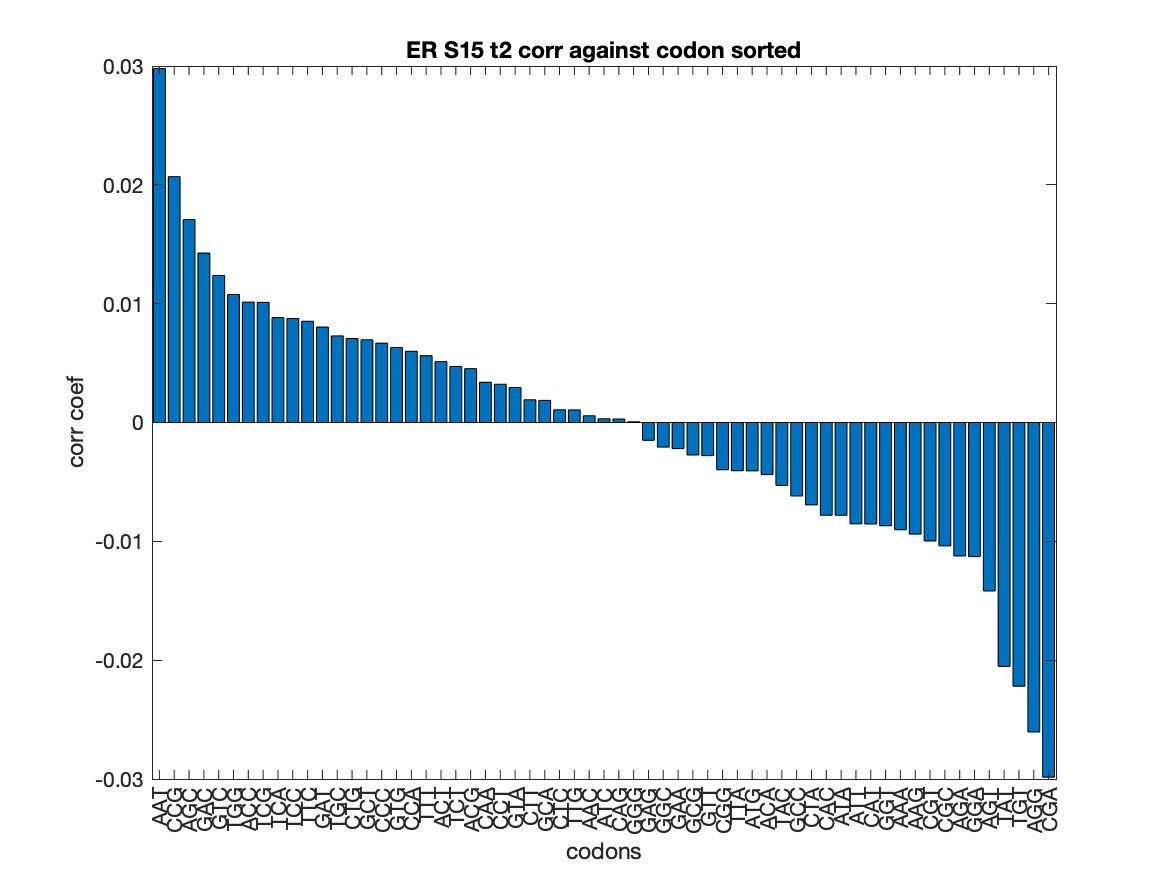 ER S15 t2 corr against codon sorted
0.03
0.02
0.01
0
-0.01
-0.02
-0.03
corr coef
AAT
CCG
AGC
GAC
GTC
TGG
ACC
TCG
TCA
TCC
TTC
GAT
TGC
CTG
GCT
CCC
GTG
CCA
TTT
ACT
TCT
ACG
CAA
CCT
GTA
CTT
GCA
CTC
TTG
AAC
ATC
CAG
GGG
GAG
GGC
GAA
GCG
GTT
CGG
TTA
ATG
ACA
TAC
GCC
CTA
CAC
ATA
ATT
CAT
GGT
AAA
AAG
CGT
CGC
AGA
GGA
AGT
TAT
TGT
AGG
CGA
codons